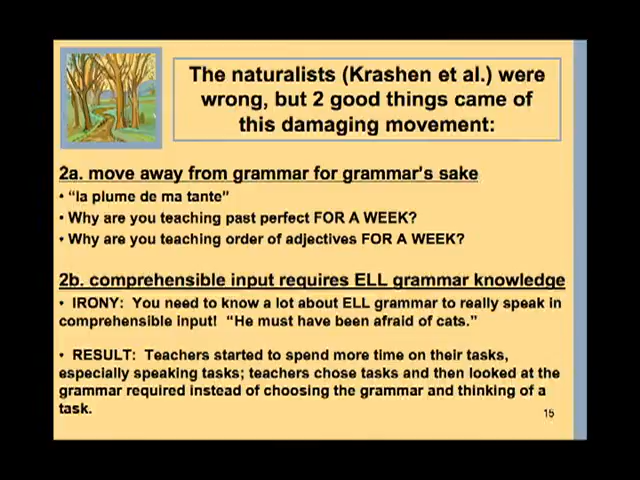 The naturalists (Krashen et al.) were
wrong, but 2 good things came of
this damaging movement:
2a. move away from grammar for grammar's sake
• "la plume de ma tante"
• Why are you teaching past perfect FOR A WEEK?
• Why are you teaching order of adjectives FOR A WEEK?
2b. comprehensible input requires ELL grammar knowledge
• IRONY: You need to know a lot about ELL grammar to really speak in
comprehensible input! "He must have been afraid of cats."
• RESULT: Teachers started to spend more time on their tasks,
especially speaking tasks; teachers chose tasks and then looked at the
grammar required instead of choosing the grammar and thinking of a
task.
15